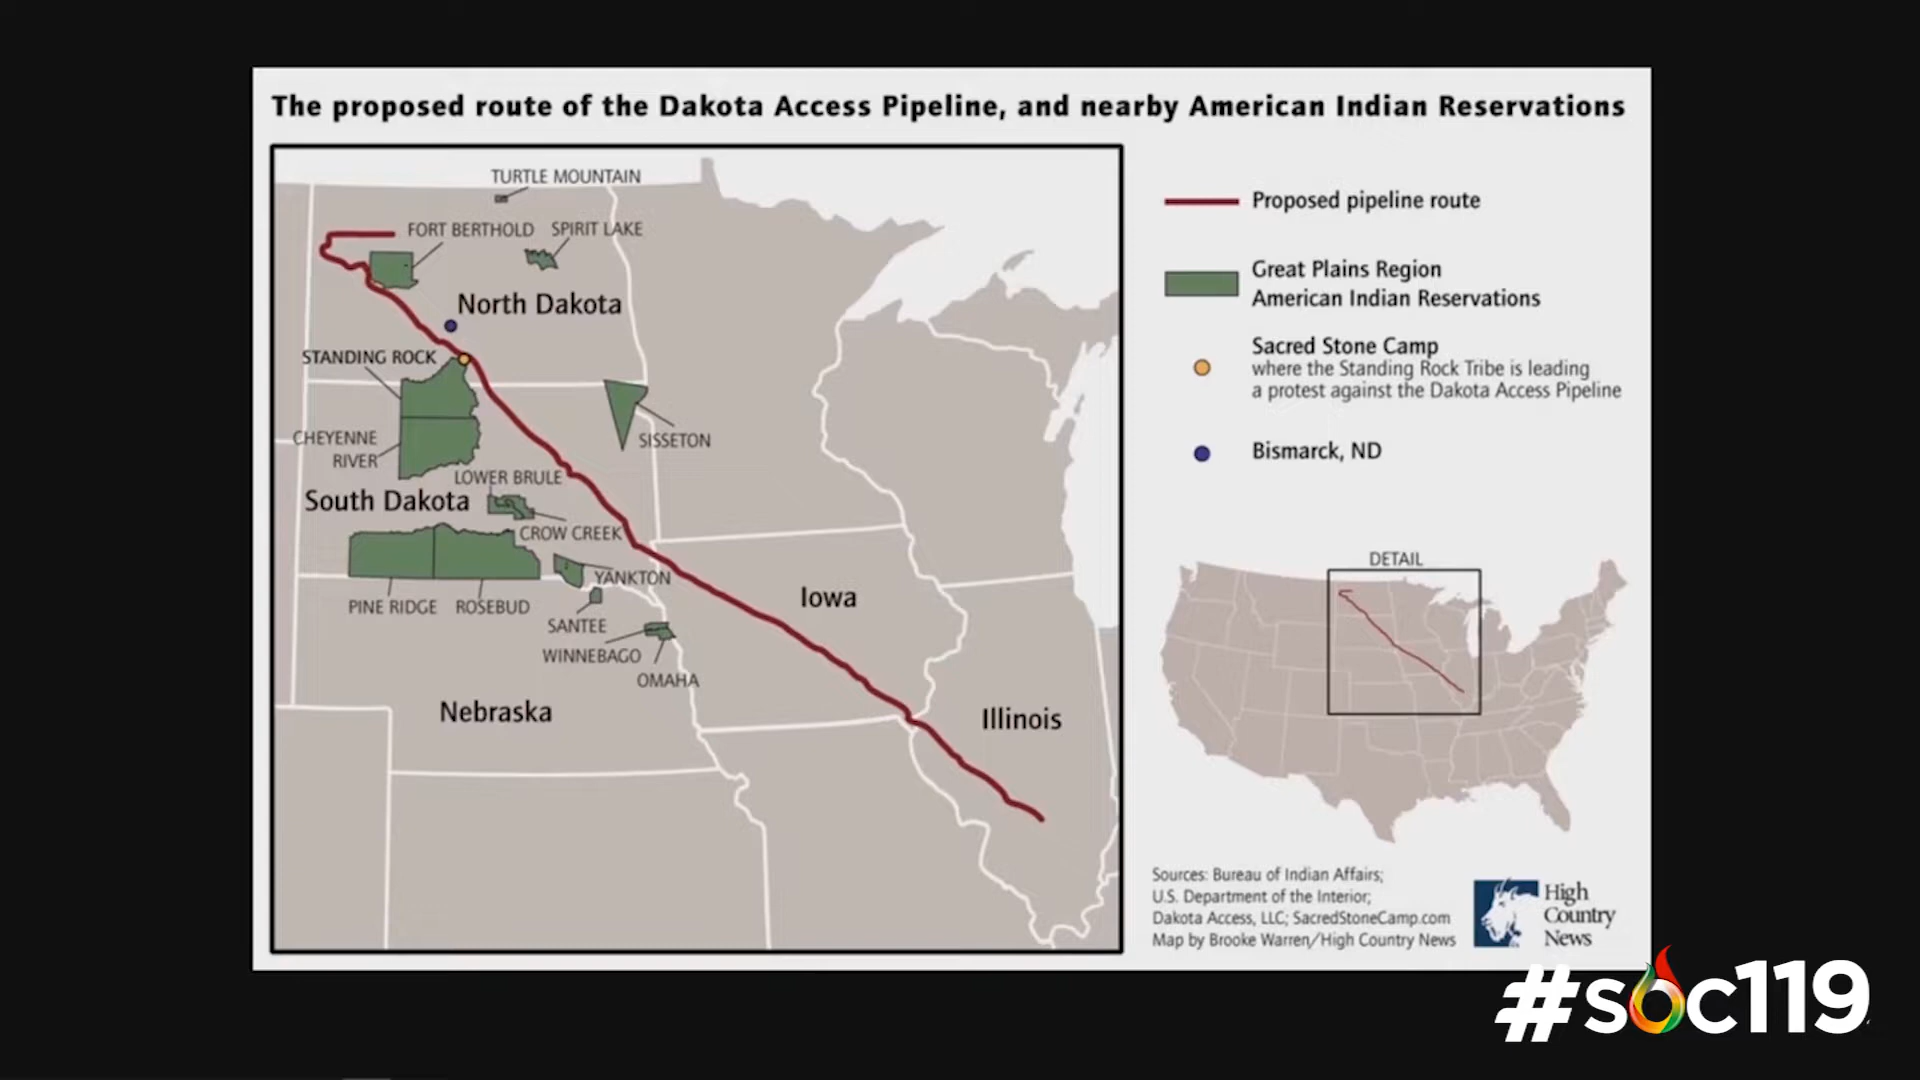 The proposed route of the Dakota Access Pipeline, and nearby American Indian Reservations
TURTLE MOUNTAIN
FORT BERTHOLD
SPIRIT LAKE
North Dakota
STANDING ROCK
CHEYENNE
RIVER
SISSETON
LOWER BRULE
South Dakota
CROW CREEK
YANKTON
PINE RIDGE
ROSEBUD
SANTEE
WINNEBAGO
OMAHA
Iowa
Nebraska
Illinois
Proposed pipeline route
Great Plains Region
American Indian Reservations
Sacred Stone Camp
where the Standing Rock Tribe is leading
a protest against the Dakota Access Pipeline
Bismarck, ND
DETAIL
Sources: Bureau of Indian Affairs;
U.S. Department of the Interior;
Dakota Access, LLC; SacredStoneCamp.com
Map by Brooke Warren/High Country News
High
Country
News
#soc119